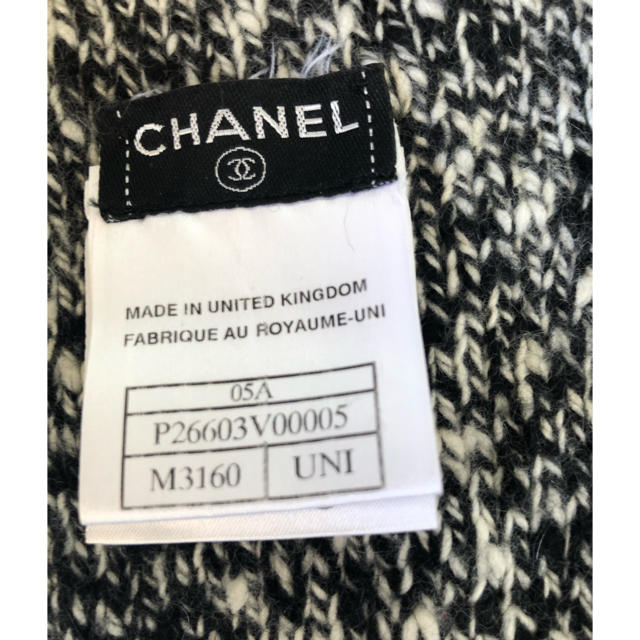 CHANEL
MADE IN UNITED KINGDOM
FABRIQUE AU ROYAUME-UNI
05A
P26603V00005
M3160 UNI